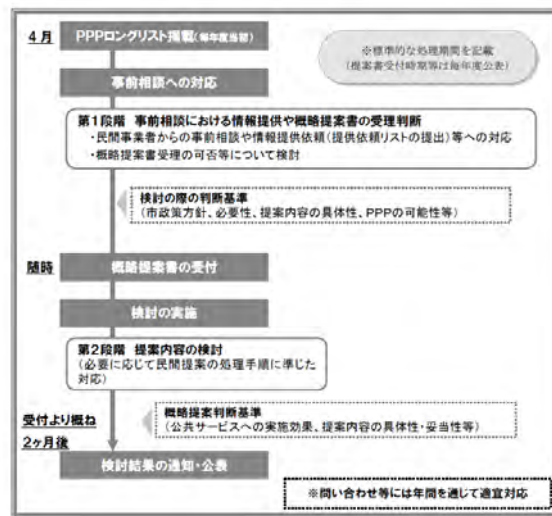 4月
PPPロングリスト掲載(毎年度当初)
※標準的な処理期間を記載
(提案書受付時期等は毎年度公表)
事前相談への対応
第1段階 事前相談における情報提供や概略提案書の受理判断
・民間事業者からの事前相談や情報提供依頼(提供依頼リストの提出)等への対応
・概略提案書受理の可否等について検討
検討の際の判断基準
(市政策方針、必要性、提案内容の具体性、PPPの可能性等)
随時
概略提案書の受付
検討の実施
第2段階 提案内容の検討
(必要に応じて民間提案の処理手順に準じた
対応)
受付より概ね
2ヶ月後
概略提案判断基準
(公共サービスへの実施効果、提案内容の具体性・妥当性等)
検討結果の通知・公表
※問い合わせ等には年間を通じて適宜対応